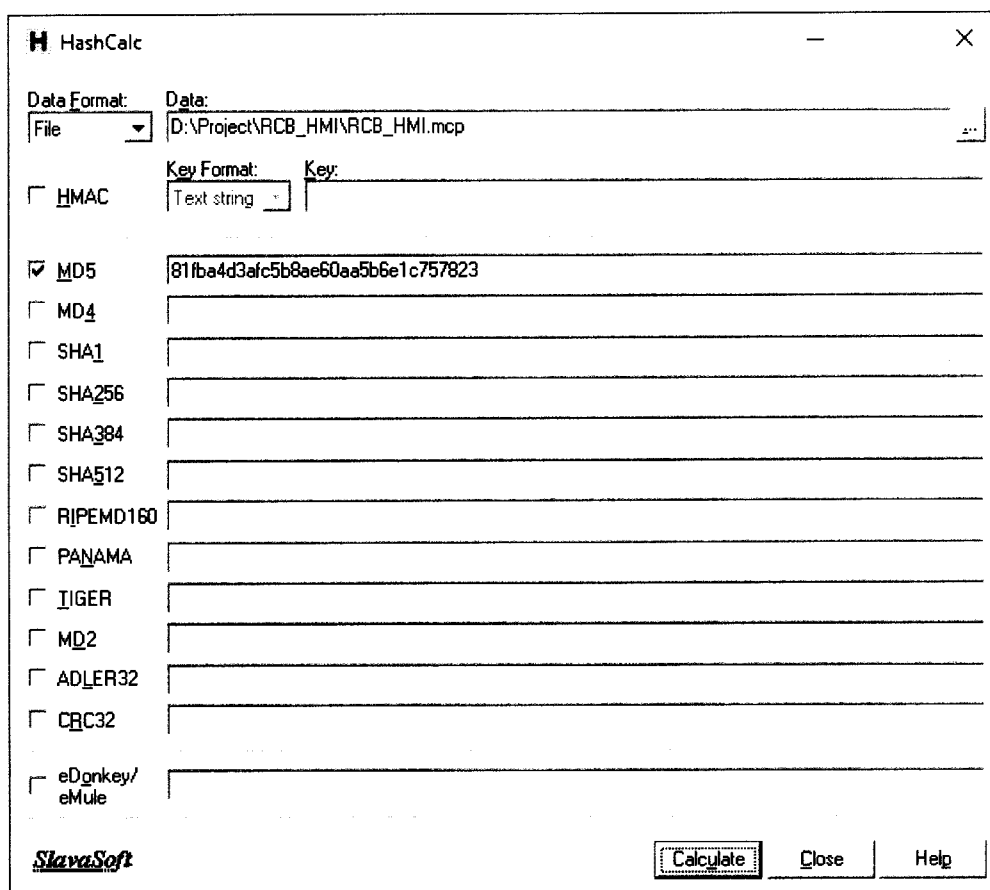 H HashCalc
Data Format: Data:
File D:\Project\RCB_HMI\RCB_HMI.mcp ...
Key Format: Key:
HMAC Text string
MD5 81fba4d3afc5b8ae60aa5b6e1c757823
MD4
SHA1
SHA256
SHA384
SHA512
RIPEMD160
PANAMA
TIGER
MD2
ADLER32
CRC32
eDonkey/
eMule
SlavaSoft Calculate Close Help